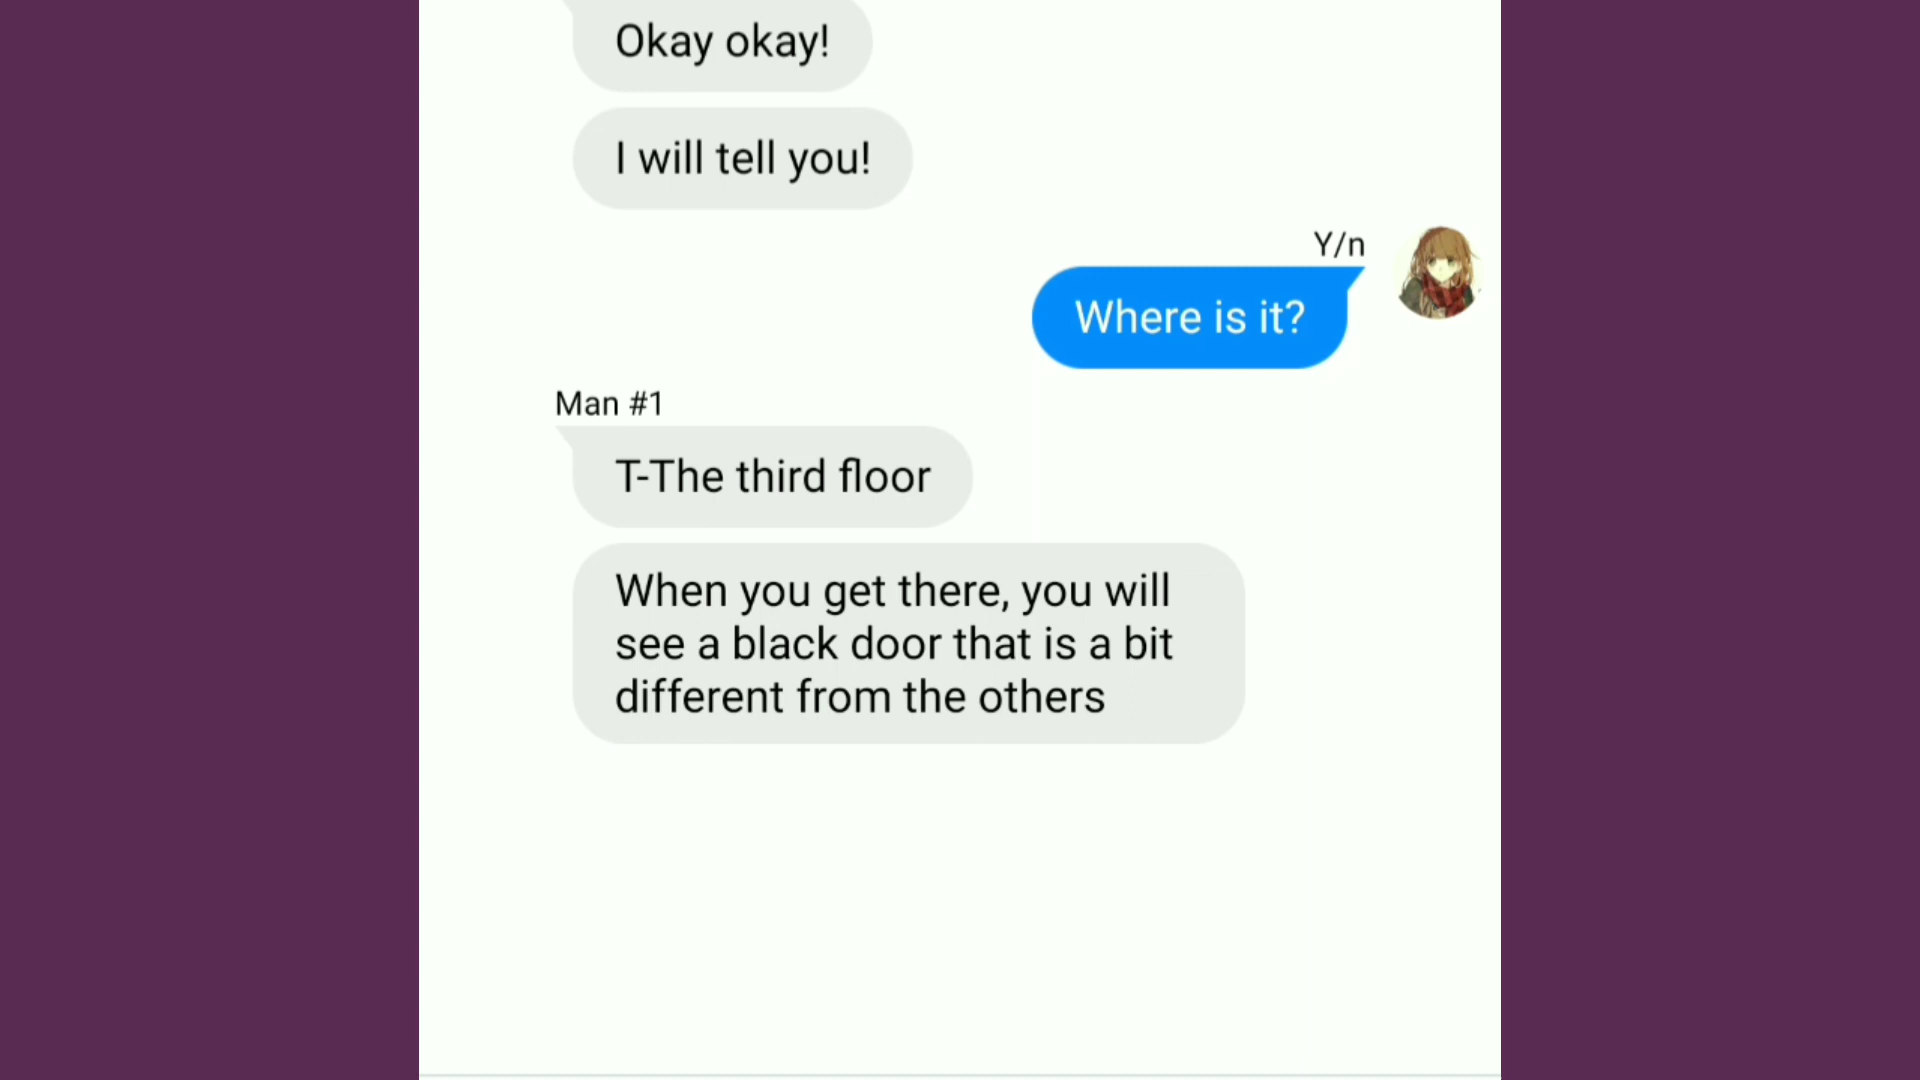 Okay okay!
I will tell you!
Y/n
Where is it?
Man #1
T-The third floor
When you get there, you will
see a black door that is a bit
different from the others